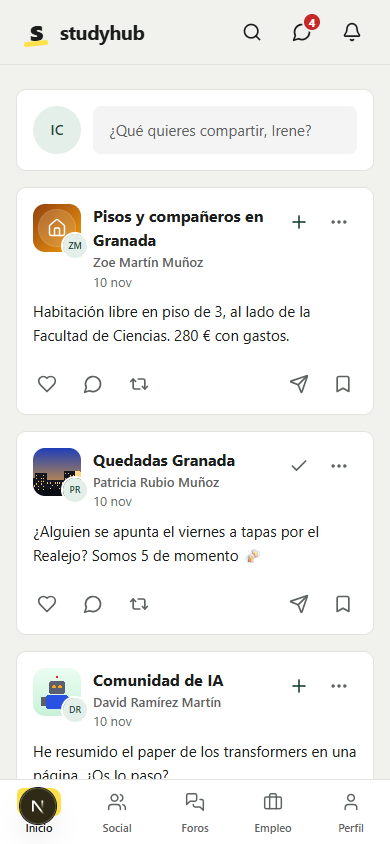 s studyhub
4
IC
¿Qué quieres compartir, Irene?
Pisos y compañeros en
Granada
ZM
Zoe Martín Muñoz
10 nov
Habitación libre en piso de 3, al lado de la
Facultad de Ciencias. 280 € con gastos.
Quedadas Granada
PR
Patricia Rubio Muñoz
10 nov
¿Alguien se apunta el viernes a tapas por el
Realejo? Somos 5 de momento
Comunidad de IA
DR
David Ramírez Martín
10 nov
He resumido el paper de los transformers en una
página. ¿Os lo paso?
N
Inicio
Social
Foros
Empleo
Perfil